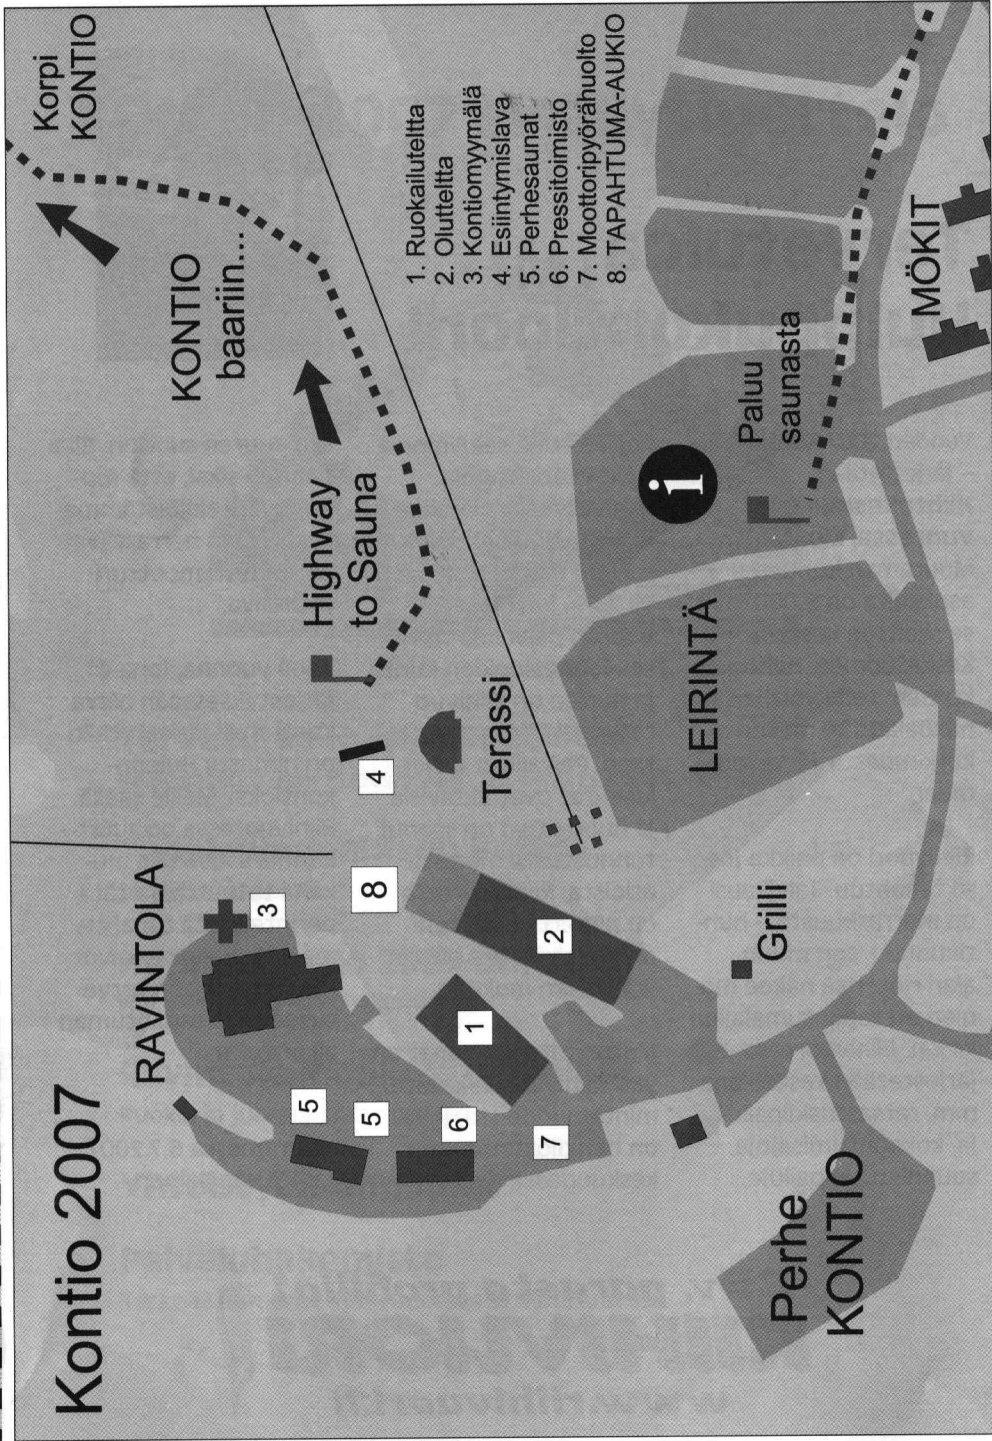 Kontio 2007
Korpi
KONTIO
RAVINTOLA
KONTIO
baariin...
3
5
5
Highway
to Sauna
8
4
6
1
Terassi
1. Ruokailuteltta
2. Oluttelta
3. Kontiomyymälä
4. Esiintymislava
5. Perhesaunat
6. Pressitoimisto
7. Moottoripyörähuolto
8. TAPAHTUMA-AUKIO
7
2
i
LEIRINTÄ
Grilli
Paluu
saunasta
Perhe
KONTIO
MÖKIT